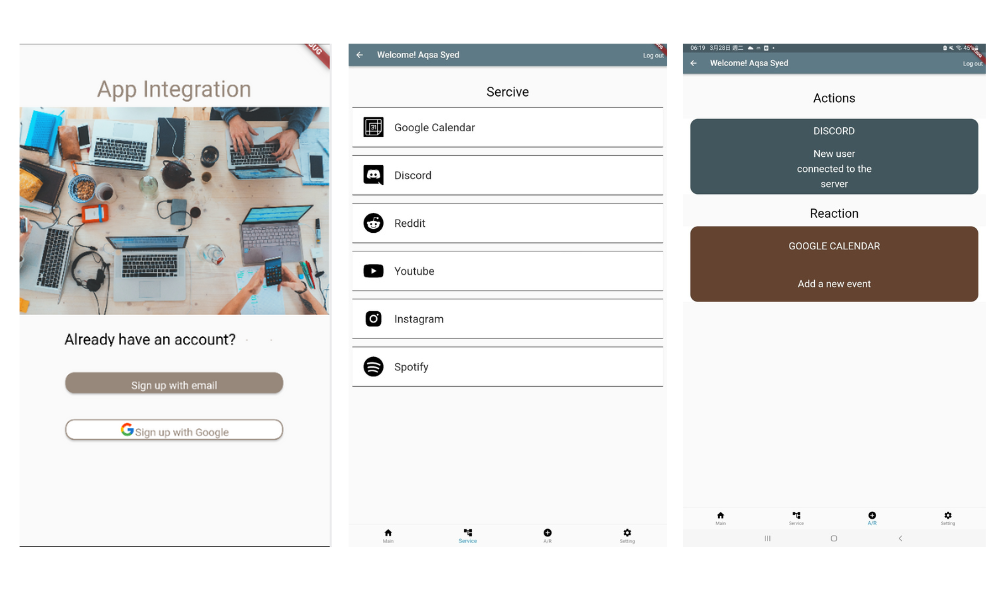 BUG
App Integration
Already have an account?
Sign up with email
Sign up with Google
Welcome! Aqsa Syed
Log out
Sercive
31
Google Calendar
Discord
Reddit
Youtube
Instagram
Spotify
Main
Service
A/R
Setting
06:19 3月28日 週二
Welcome! Aqsa Syed
Log out
Actions
DISCORD
New user
connected to the
server
Reaction
GOOGLE CALENDAR
Add a new event
Main
Service
A/R
Setting